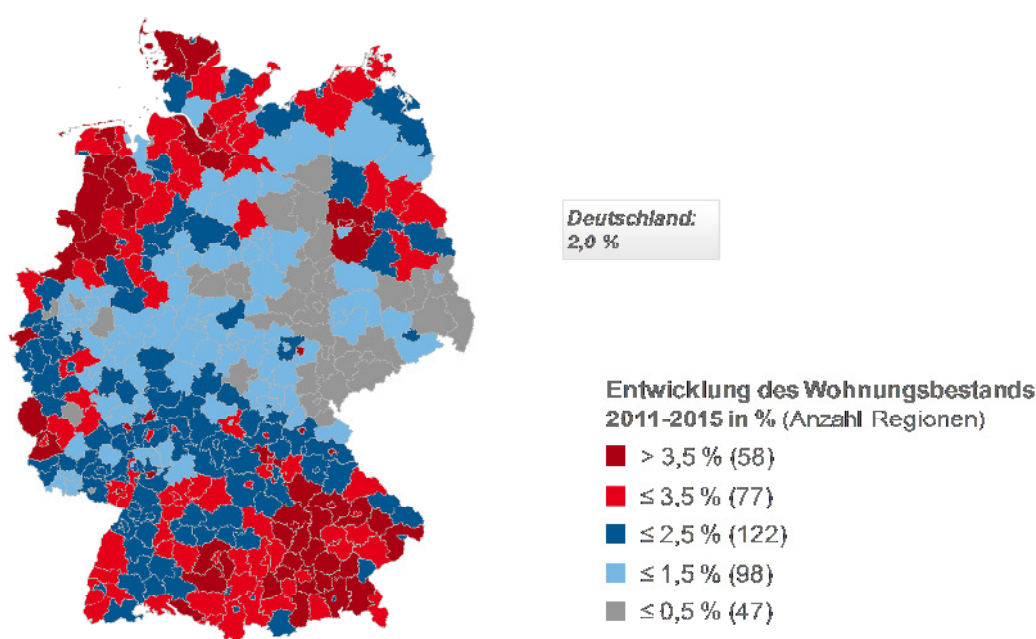 Deutschland:
2,0 %
Entwicklung des Wohnungsbestands
2011-2015 in % (Anzahl Regionen)
> 3,5 % (58)
≤ 3,5 % (77)
≤ 2,5 % (122)
≤ 1,5 % (98)
≤ 0,5 % (47)